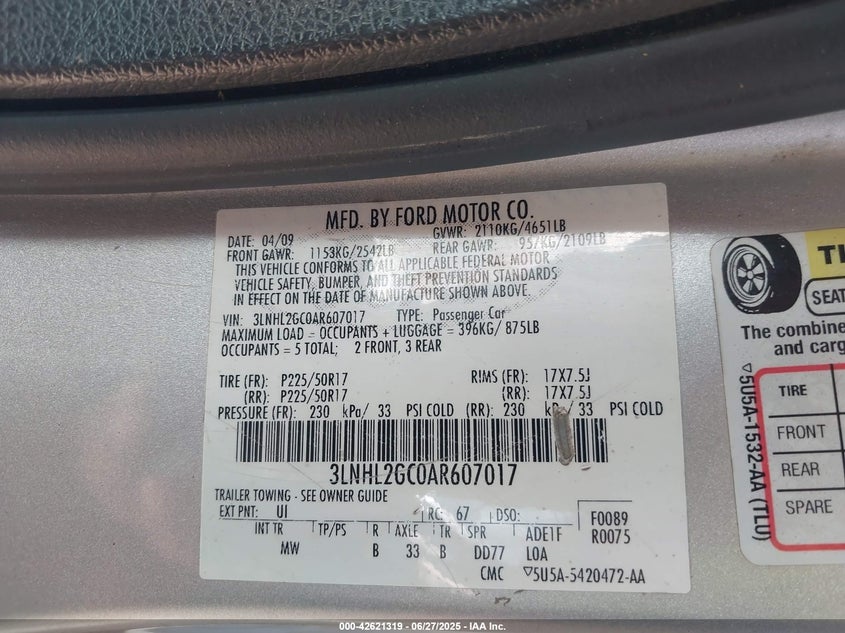 MFD. BY FORD MOTOR CO.
DATE: 04/09 GVWR: 2110KG/4651LB
FRONT GAWR: 1153KG/2542LB REAR GAWR: 957KG/2109LB
THIS VEHICLE CONFORMS TO ALL APPLICABLE FEDERAL MOTOR
VEHICLE SAFETY, BUMPER, AND THEFT PREVENTION STANDARDS
IN EFFECT ON THE DATE OF MANUFACTURE SHOWN ABOVE.
VIN: 3LNHL2GC0AR607017 TYPE: Passenger Car
MAXIMUM LOAD = OCCUPANTS + LUGGAGE = 396KG/ 875LB
OCCUPANTS = 5 TOTAL; 2 FRONT, 3 REAR
TIRE (FR): P225/50R17 RIMS (FR): 17X7.5J
(RR): P225/50R17 (RR): 17X7.5J
PRESSURE (FR): 230 kPa/ 33 PSI COLD (RR): 230 kPa/ 33 PSI COLD
3LNHL2GC0AR607017
TRAILER TOWING - SEE OWNER GUIDE
EXT PNT: UI RC: 67 DSO: F0089
INT TR TP/PS R AXLE TR SPR ADE1F R0075
MW B 33 B DD77 LOA
CMC ▽5U5A-5420472-AA
SEAT
The combine
and carg
TIRE
FRONT
REAR
SPARE
▽5U5A-1532-AA (TLU)
000-42621319 - 06/27/2025 - IAA Inc.